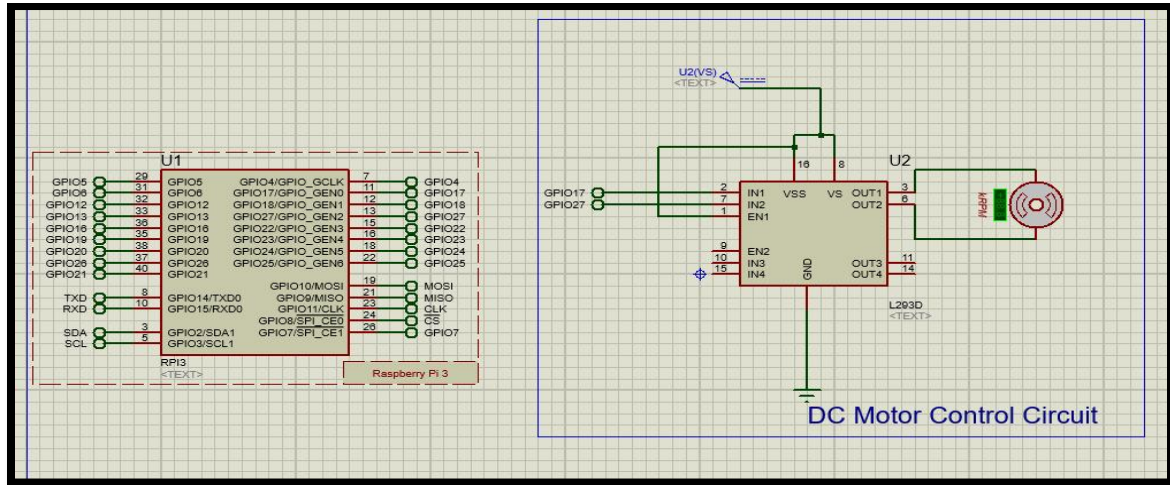 U1
29 GPIO5 GPIO5 GPIO4/GPIO_GCLK 7 GPIO4
GPIO6 31 GPIO6 GPIO17/GPIO_GEN0 11 GPIO17
GPIO12 32 GPIO12 GPIO18/GPIO_GEN1 12 GPIO18
GPIO13 33 GPIO13 GPIO27/GPIO_GEN2 13 GPIO27
GPIO16 36 GPIO16 GPIO22/GPIO_GEN3 15 GPIO22
GPIO19 35 GPIO19 GPIO23/GPIO_GEN4 16 GPIO23
GPIO20 38 GPIO20 GPIO24/GPIO_GEN5 18 GPIO24
GPIO26 37 GPIO26 GPIO25/GPIO_GEN6 22 GPIO25
GPIO21 40 GPIO21
GPIO10/MOSI 19 MOSI
TXD 8 GPIO14/TXD0 GPIO9/MISO 21 MISO
RXD 10 GPIO15/RXD0 GPIO11/CLK 23 CLK
GPIO8/SPI_CE0 24 CS
SDA 3 GPIO2/SDA1 GPIO7/SPI_CE1 26 GPIO7
SCL 5 GPIO3/SCL1
RPI3
<TEXT>
Raspberry Pi 3
U2(VS)
<TEXT>
16 8 U2
GPIO17 2 IN1 VSS VS OUT1 3
GPIO27 7 IN2 OUT2 6
1 EN1
kRPM
9 EN2
10 IN3 OUT3 11
15 IN4 GND OUT4 14
L293D
<TEXT>
DC Motor Control Circuit